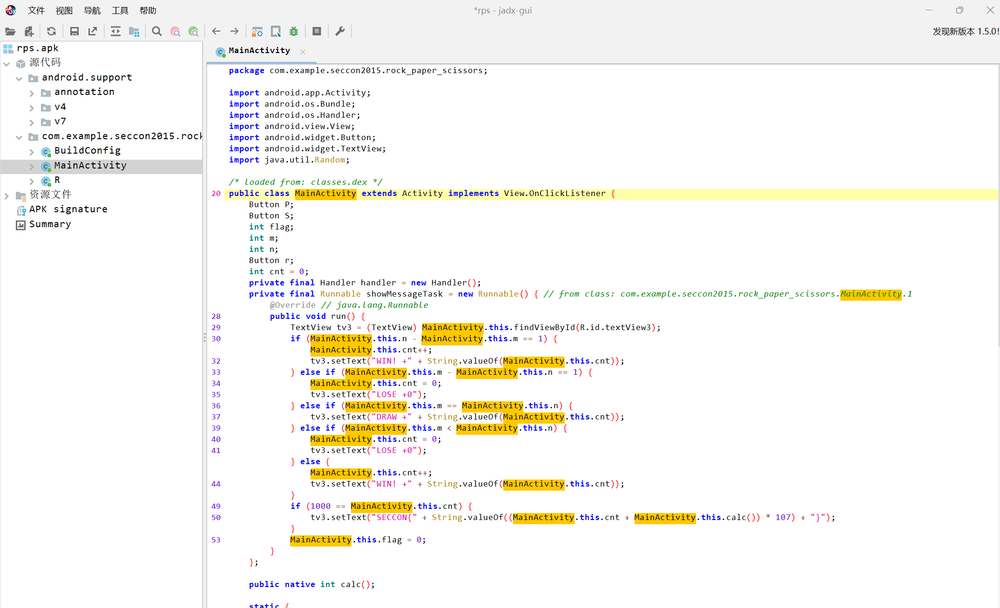 文件 视图 导航 工具 帮助
*rps - jadx-gui
发现新版本 1.5.0!
rps.apk
源代码
android.support
annotation
v4
v7
com.example.seccon2015.rock
BuildConfig
MainActivity
R
资源文件
APK signature
Summary
MainActivity
package com.example.seccon2015.rock_paper_scissors;
import android.app.Activity;
import android.os.Bundle;
import android.os.Handler;
import android.view.View;
import android.widget.Button;
import android.widget.TextView;
import java.util.Random;
/* loaded from: classes.dex */
20 public class MainActivity extends Activity implements View.OnClickListener {
Button P;
Button S;
int flag;
int m;
int n;
Button r;
int cnt = 0;
private final Handler handler = new Handler();
private final Runnable showMessageTask = new Runnable() { // from class: com.example.seccon2015.rock_paper_scissors.MainActivity.1
@Override // java.lang.Runnable
28 public void run() {
29 TextView tv3 = (TextView) MainActivity.this.findViewById(R.id.textView3);
30 if (MainActivity.this.n - MainActivity.this.m == 1) {
MainActivity.this.cnt++;
32 tv3.setText("WIN! +" + String.valueOf(MainActivity.this.cnt));
33 } else if (MainActivity.this.m - MainActivity.this.n == 1) {
34 MainActivity.this.cnt = 0;
35 tv3.setText("LOSE +0");
36 } else if (MainActivity.this.m == MainActivity.this.n) {
37 tv3.setText("DRAW +" + String.valueOf(MainActivity.this.cnt));
39 } else if (MainActivity.this.m < MainActivity.this.n) {
40 MainActivity.this.cnt = 0;
41 tv3.setText("LOSE +0");
} else {
MainActivity.this.cnt++;
44 tv3.setText("WIN! +" + String.valueOf(MainActivity.this.cnt));
}
49 if (1000 == MainActivity.this.cnt) {
50 tv3.setText("SECCON{" + String.valueOf((MainActivity.this.cnt + MainActivity.this.calc()) * 107) + "}");
}
53 MainActivity.this.flag = 0;
}
};
public native int calc();
static {